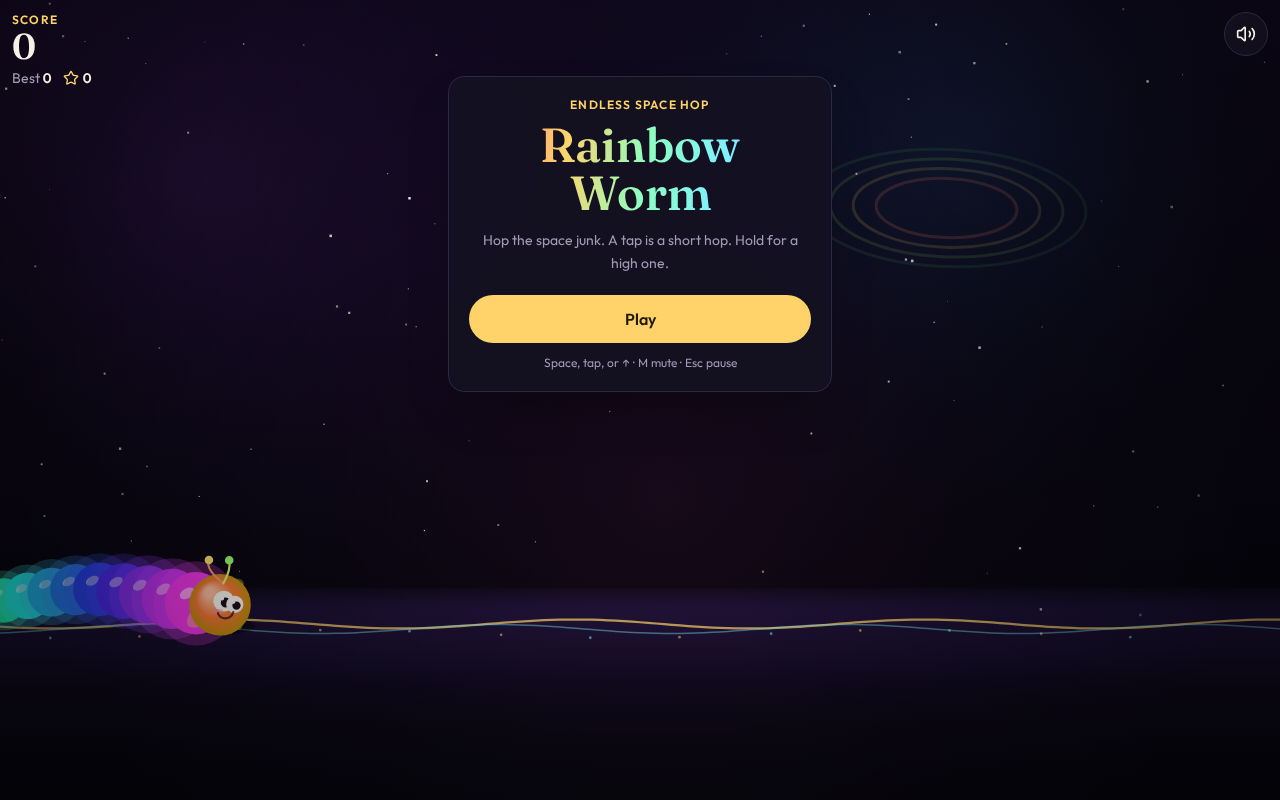 SCORE
0
Best 0 0
ENDLESS SPACE HOP
Rainbow
Worm
Hop the space junk. A tap is a short hop. Hold for a
high one.
Play
Space, tap, or ↑ · M mute · Esc pause